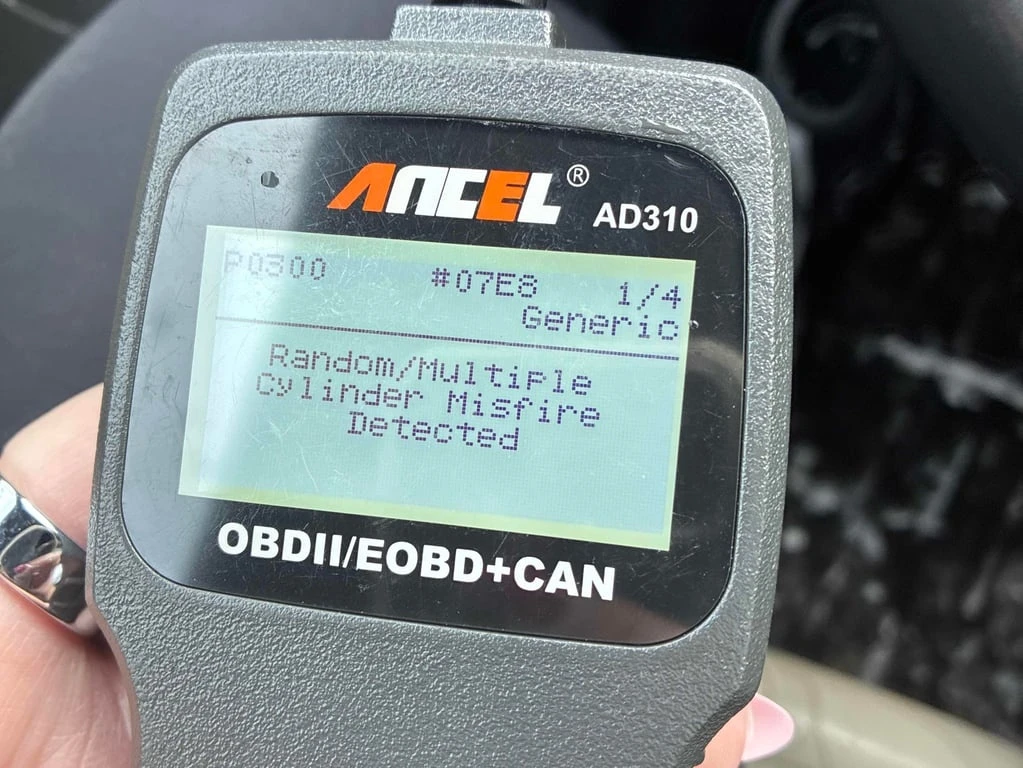 ANCEL® AD310
P0300 #07E8 1/4
Generic
Random/Multiple
Cylinder Misfire
Detected
OBDII/EOBD+CAN